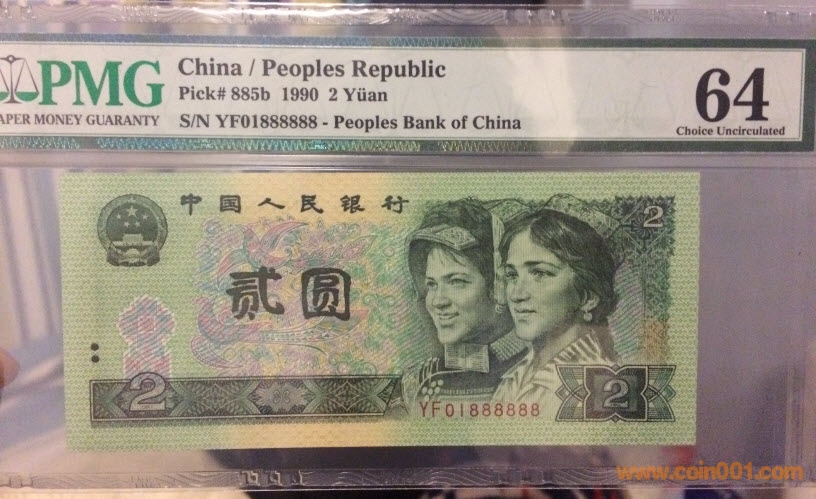 PMG
APER MONEY GUARANTY
China / Peoples Republic
Pick# 885b 1990 2 Yüan
S/N YF01888888 - Peoples Bank of China
64
Choice Uncirculated
中国人民银行
2
贰圆
2
YF01888888
2
www.coin001.com